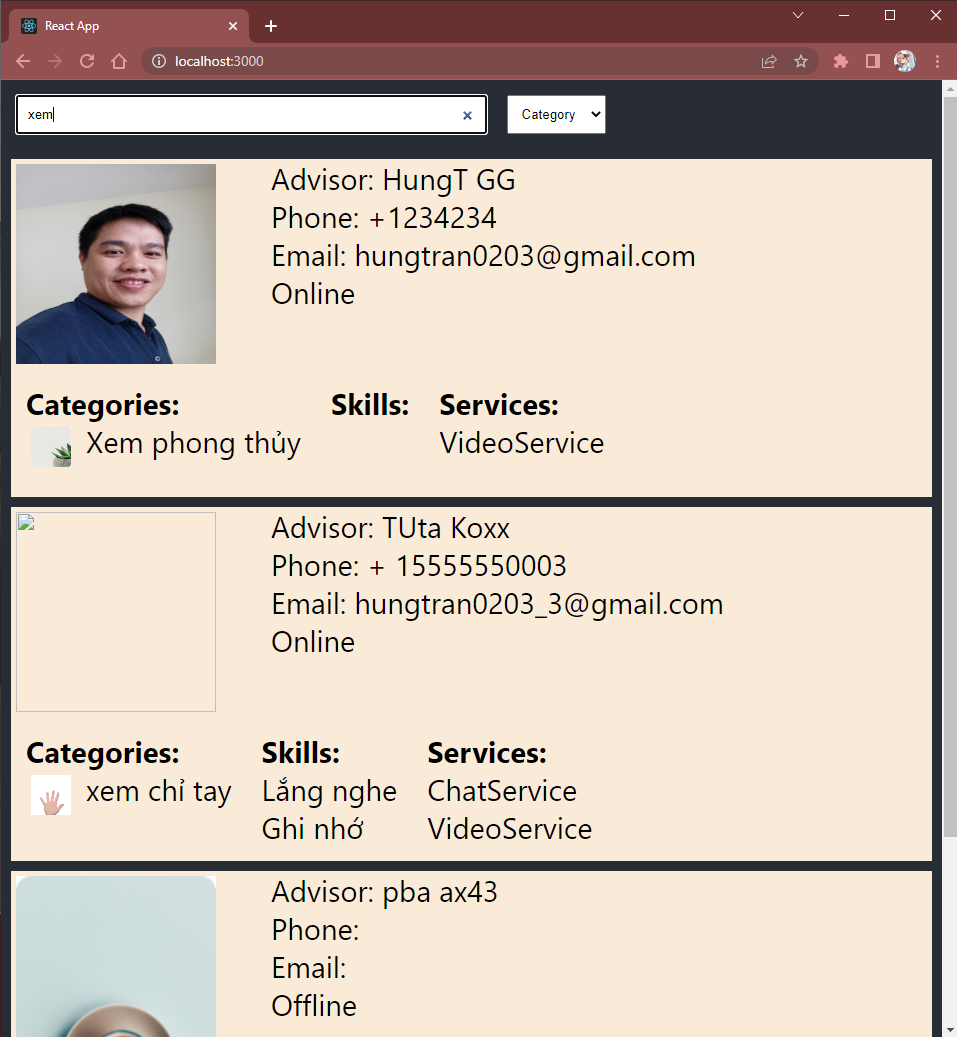 React App
localhost:3000
xem
Category
Advisor: HungT GG
Phone: +1234234
Email: hungtran0203@gmail.com
Online
Categories: Skills: Services:
Xem phong thủy VideoService
Advisor: TUta Koxx
Phone: + 15555550003
Email: hungtran0203_3@gmail.com
Online
Categories: Skills: Services:
xem chỉ tay Lắng nghe ChatService
Ghi nhớ VideoService
Advisor: pba ax43
Phone:
Email:
Offline